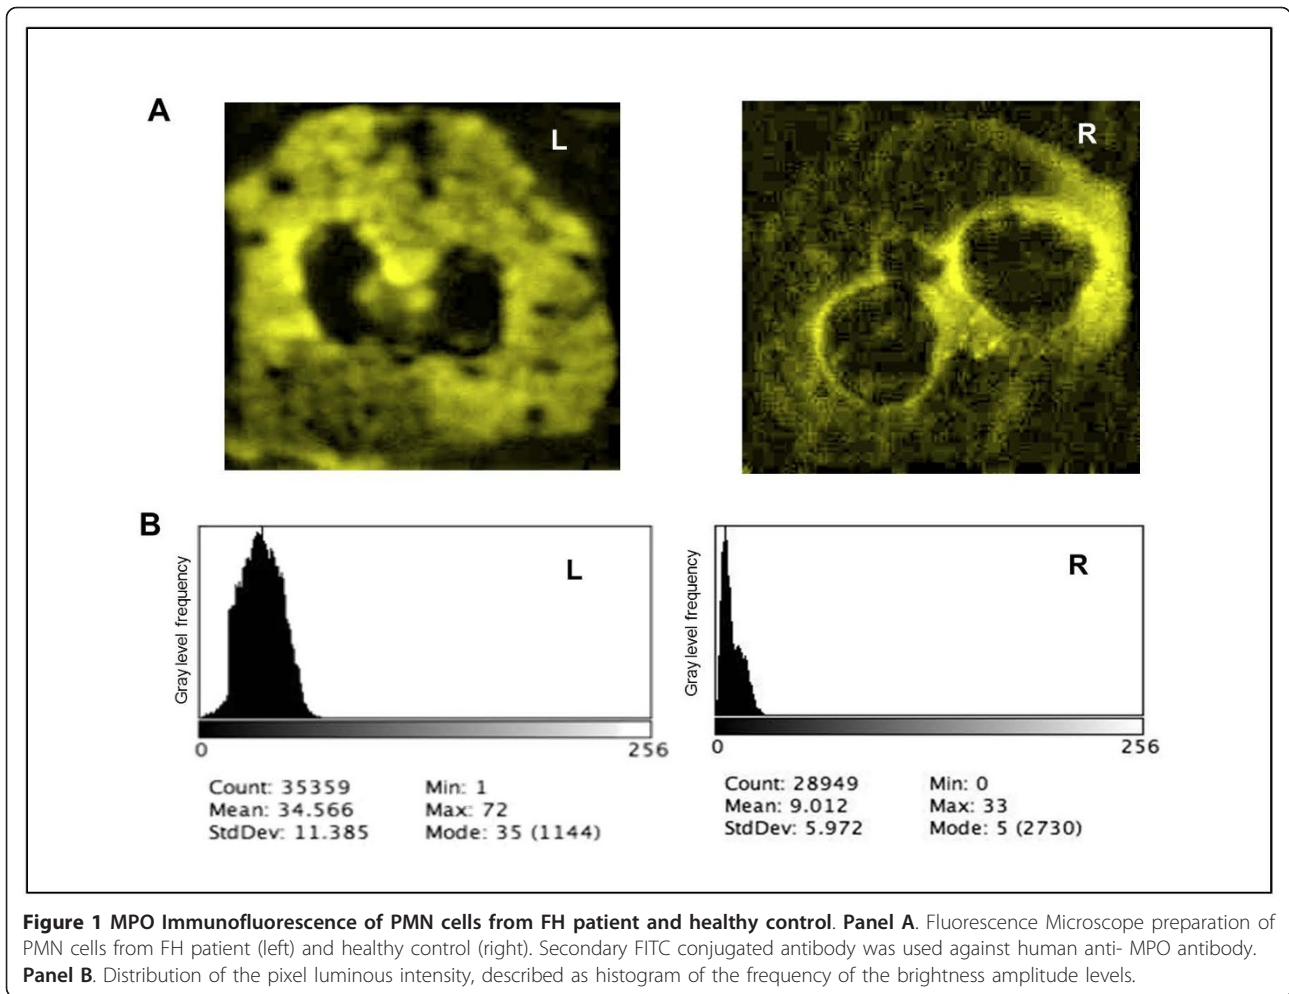 A
L
R
B
Gray level frequency
L
0
256
Count: 35359
Min: 1
Mean: 34.566
Max: 72
StdDev: 11.385
Mode: 35 (1144)
Gray level frequency
R
0
256
Count: 28949
Min: 0
Mean: 9.012
Max: 33
StdDev: 5.972
Mode: 5 (2730)
Figure 1 MPO Immunofluorescence of PMN cells from FH patient and healthy control. Panel A. Fluorescence Microscope preparation of
PMN cells from FH patient (left) and healthy control (right). Secondary FITC conjugated antibody was used against human anti- MPO antibody.
Panel B. Distribution of the pixel luminous intensity, described as histogram of the frequency of the brightness amplitude levels.